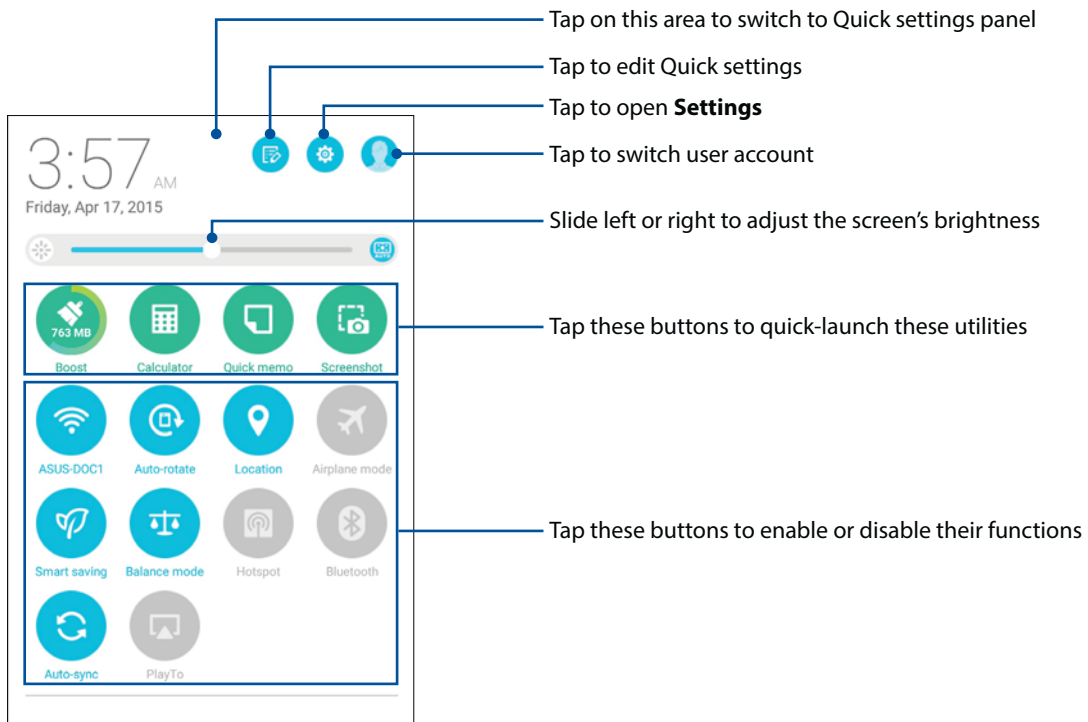 Tap on this area to switch to Quick settings panel
Tap to edit Quick settings
Tap to open Settings
Tap to switch user account
3:57 AM
Friday, Apr 17, 2015
Slide left or right to adjust the screen’s brightness
AUTO
763 MB
Boost Calculator Quick memo Screenshot
Tap these buttons to quick-launch these utilities
ASUS-DOC1 Auto-rotate Location Airplane mode
Smart saving Balance mode Hotspot Bluetooth
Tap these buttons to enable or disable their functions
Auto-sync PlayTo